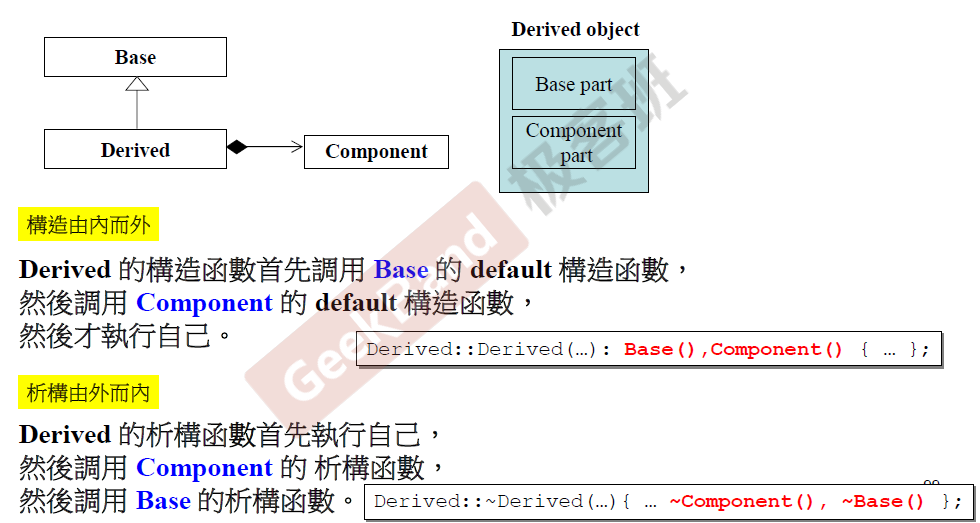 Base
Derived
Component
Derived object
Base part
Component
part
GeekBand 极客班
構造由內而外
Derived 的構造函數首先調用 Base 的 default 構造函數，
然後調用 Component 的 default 構造函數，
然後才執行自己。
Derived::Derived(…): Base(),Component() { … };
析構由外而內
Derived 的析構函數首先執行自己，
然後調用 Component 的 析構函數，
然後調用 Base 的析構函數。
Derived::~Derived(…){ … ~Component(), ~Base() };